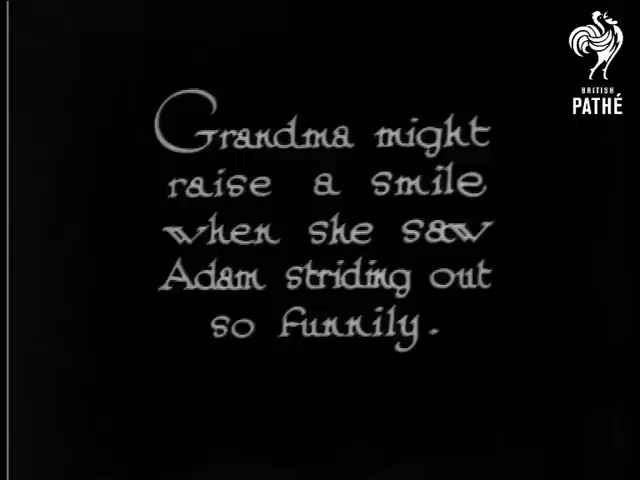 BRITISH
PATHÉ
Grandma might
raise a smile
when she saw
Adam striding out
so funnily.